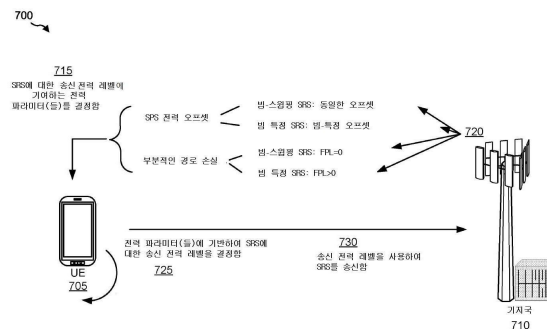 700
715
SRS에 대한 송신 전력 레벨에
기여하는 전력
파라미터(들)를 결정함
SPS 전력 오프셋
빔-스윕핑 SRS: 동일한 오프셋
빔 특정 SRS: 빔-특정 오프셋
720
부분적인 경로 손실
빔-스윕핑 SRS: FPL=0
빔 특정 SRS: FPL>0
전력 파라미터(들)에 기반하여 SRS에
대한 송신 전력 레벨을 결정함
725
730
송신 전력 레벨을 사용하여
SRS를 송신함
UE
705
기지국
710